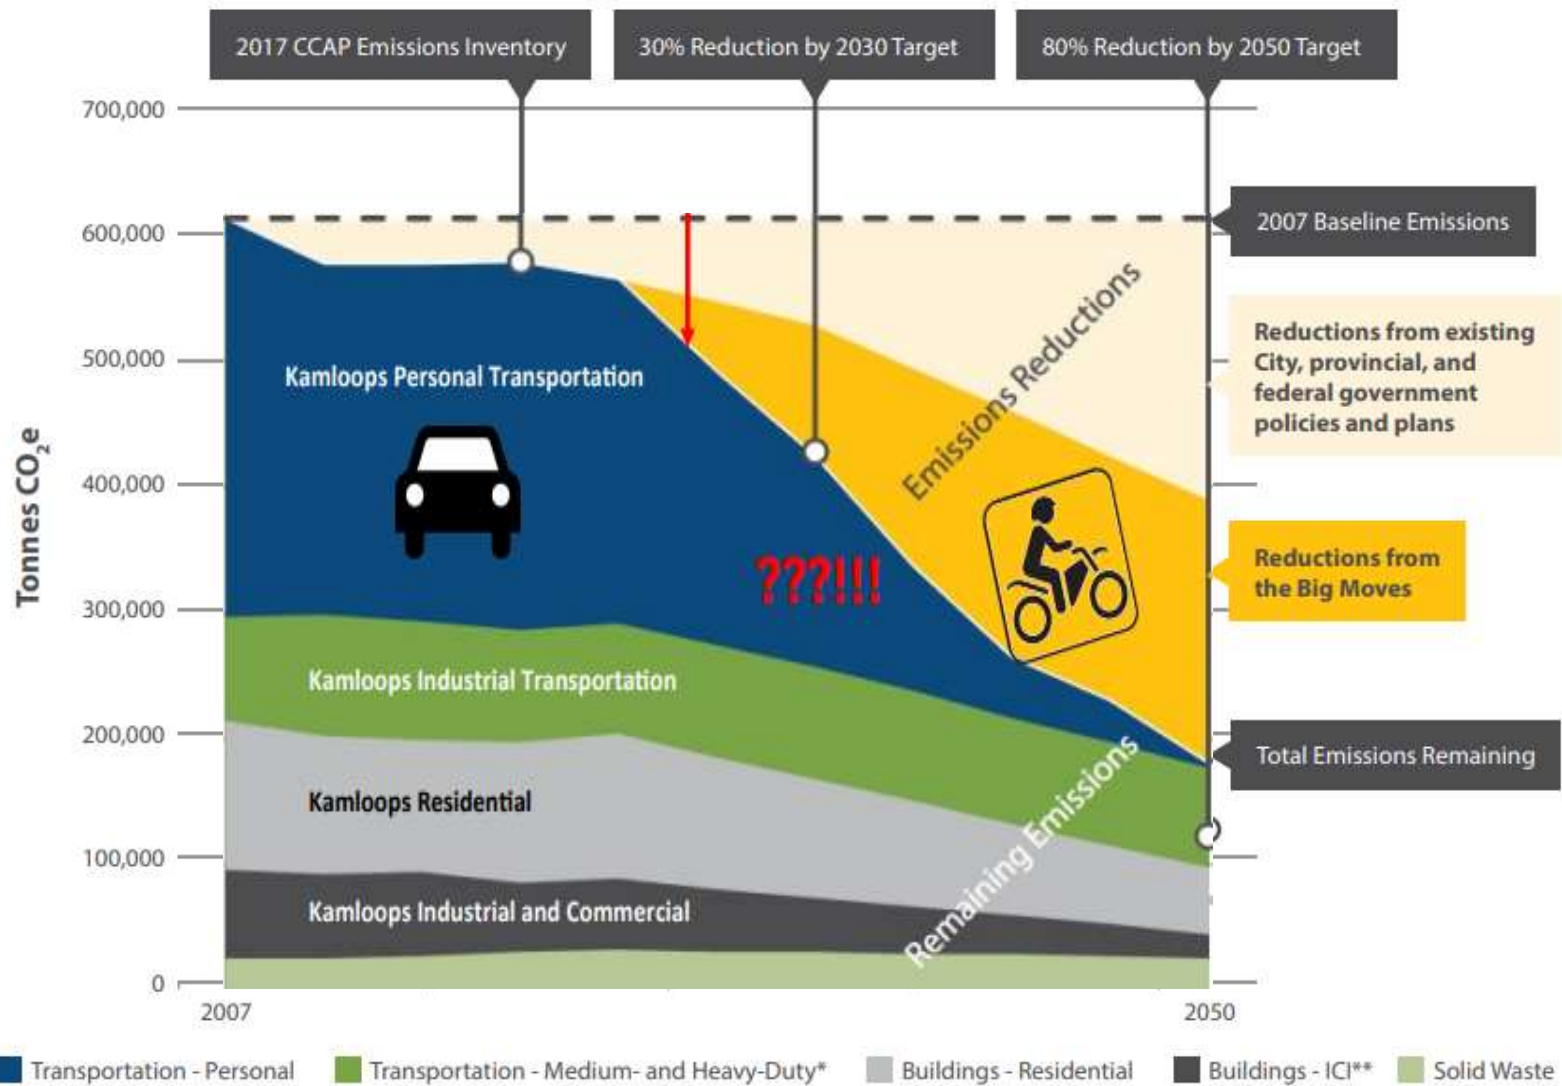 2017 CCAP Emissions Inventory
30% Reduction by 2030 Target
80% Reduction by 2050 Target
700,000
600,000
500,000
400,000
300,000
200,000
100,000
0
Tonnes CO₂e
2007 Baseline Emissions
Reductions from existing
City, provincial, and
federal government
policies and plans
Reductions from
the Big Moves
Total Emissions Remaining
Emissions Reductions
Kamloops Personal Transportation
???!!!
Kamloops Industrial Transportation
Kamloops Residential
Remaining Emissions
Kamloops Industrial and Commercial
2007
2050
Transportation - Personal
Transportation - Medium- and Heavy-Duty*
Buildings - Residential
Buildings - ICI**
Solid Waste